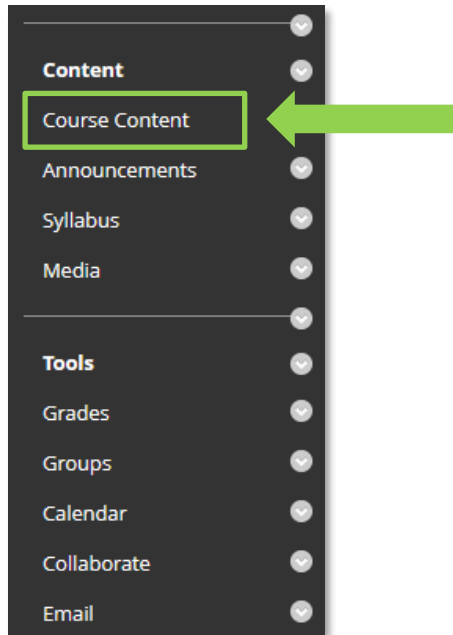 Content
Course Content
Announcements
Syllabus
Media
Tools
Grades
Groups
Calendar
Collaborate
Email